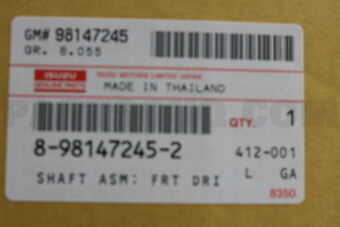 GM# 98147245
GR. 6.055
ISUZU
GENUINE PARTS
ISUZU MOTORS LIMITED JAPAN
MADE IN THAILAND
QTY. 1
8-98147245-2
412-001
SHAFT ASM: FRT DRI
L GA
8350